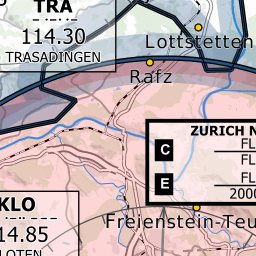 TRA
114.30
TRASADINGEN
Lottstetten
Rafz
ZURICH N
C
FL
FL
E
FL
2000
KLO
14.85
LOTEN
Freienstein-Teu